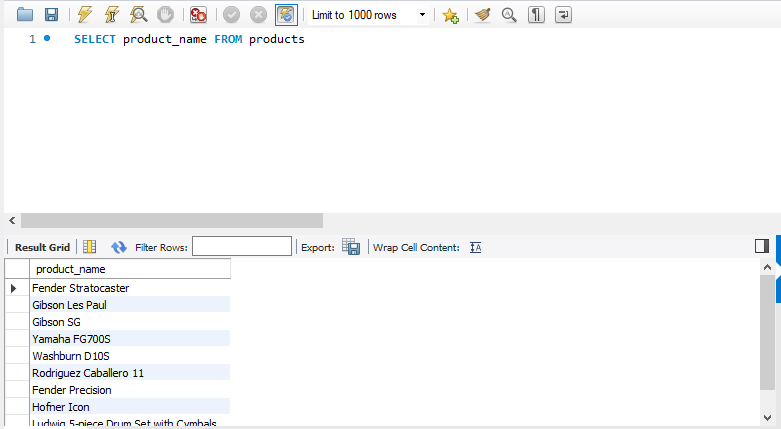 Limit to 1000 rows
1 SELECT product_name FROM products
Result Grid Filter Rows: Export: Wrap Cell Content:
product_name
Fender Stratocaster
Gibson Les Paul
Gibson SG
Yamaha FG700S
Washburn D10S
Rodriguez Caballero 11
Fender Precision
Hofner Icon
Ludwig 5-piece Drum Set with Cymbals